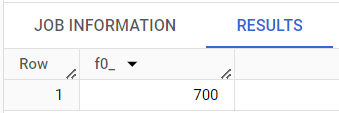 JOB INFORMATION RESULTS
Row f0_
1 700